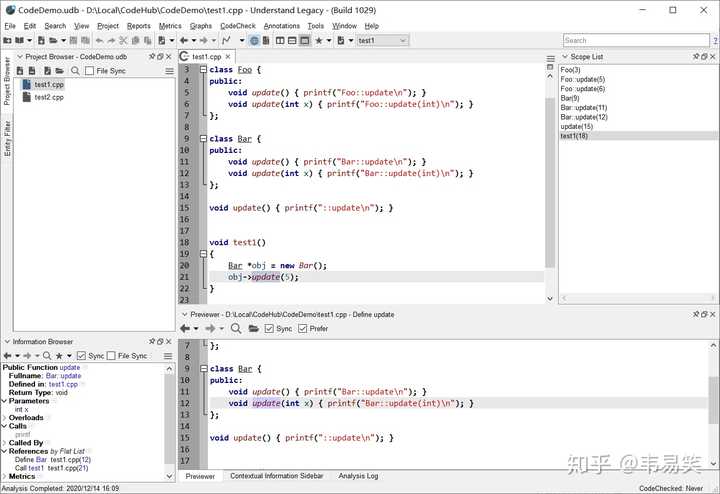 CodeDemo.udb - D:\Local\CodeHub\CodeDemo\test1.cpp - Understand Legacy - (Build 1029)
File Edit Search View Project Reports Metrics Graphs CodeCheck Annotations Tools Window Help
test1
Search
Project Browser
Entity Filter
Project Browser - CodeDemo.udb
File Sync
test1.cpp
test2.cpp
test1.cpp
3 class Foo {
4 public:
5 void update() { printf("Foo::update\n"); }
6 void update(int x) { printf("Foo::update(int)\n"); }
7 };
8
9 class Bar {
10 public:
11 void update() { printf("Bar::update\n"); }
12 void update(int x) { printf("Bar::update(int)\n"); }
13 };
14
15 void update() { printf("::update\n"); }
16
17
18 void test1()
19 {
20 Bar *obj = new Bar();
21 obj->update(5);
22 }
23
Scope List
Foo(3)
Foo::update(5)
Foo::update(6)
Bar(9)
Bar::update(11)
Bar::update(12)
update(15)
test1(18)
Previewer - D:\Local\CodeHub\CodeDemo\test1.cpp - Define update
Sync Prefer
7 };
8
9 class Bar {
10 public:
11 void update() { printf("Bar::update\n"); }
12 void update(int x) { printf("Bar::update(int)\n"); }
13 };
14
15 void update() { printf("::update\n"); }
16
17
Previewer Contextual Information Sidebar Analysis Log
Information Browser
Sync File Sync
Public Function update
Fullname: Bar::update
Defined in: test1.cpp
Return Type: void
Parameters
int x
Overloads
Calls
printf
Called By
References by Flat List
Define Bar test1.cpp(12)
Call test1 test1.cpp(21)
Metrics
Analysis Completed: 2020/12/14 16:09
CodeChecked: Never
知乎 @韦易笑